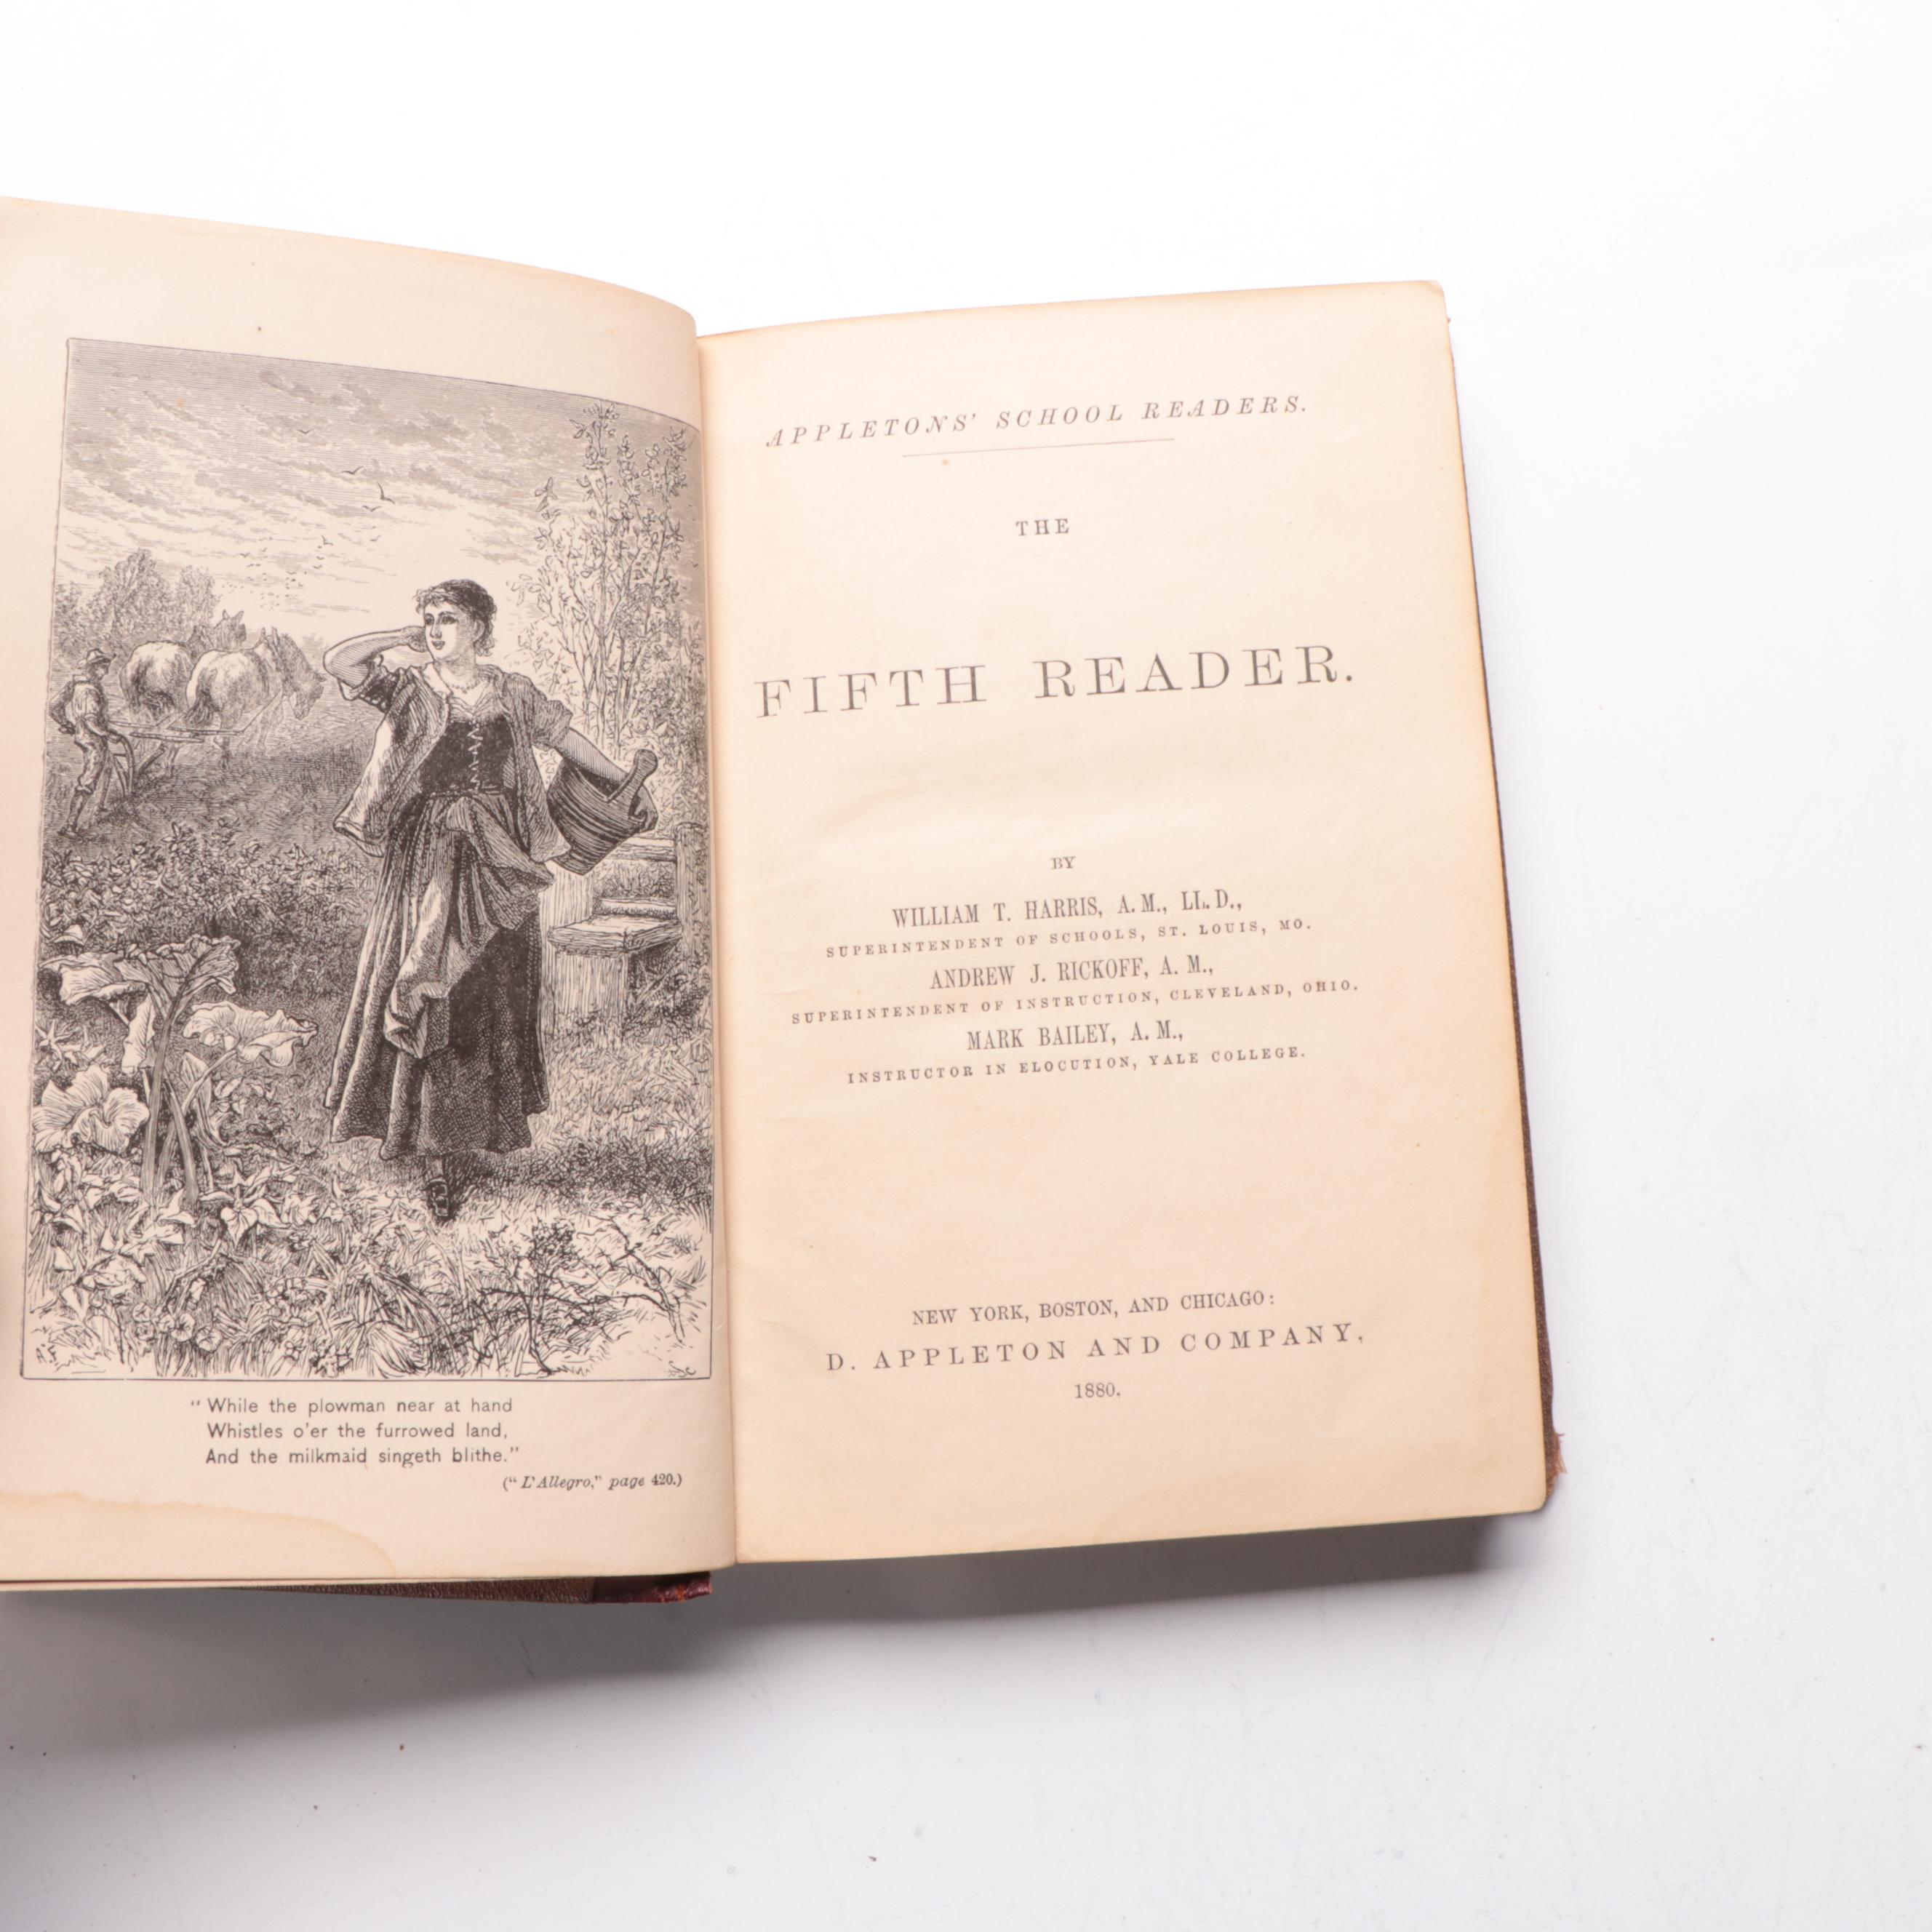 " While the plowman near at hand
Whistles o'er the furrowed land,
And the milkmaid singeth blithe."
(" L'Allegro," page 420.)
APPLETONS' SCHOOL READERS.
THE
FIFTH READER.
BY
WILLIAM T. HARRIS, A. M., LL. D.,
SUPERINTENDENT OF SCHOOLS, ST. LOUIS, MO.
ANDREW J. RICKOFF, A. M.,
SUPERINTENDENT OF INSTRUCTION, CLEVELAND, OHIO.
MARK BAILEY, A. M.,
INSTRUCTOR IN ELOCUTION, YALE COLLEGE.
NEW YORK, BOSTON, AND CHICAGO:
D. APPLETON AND COMPANY,
1880.